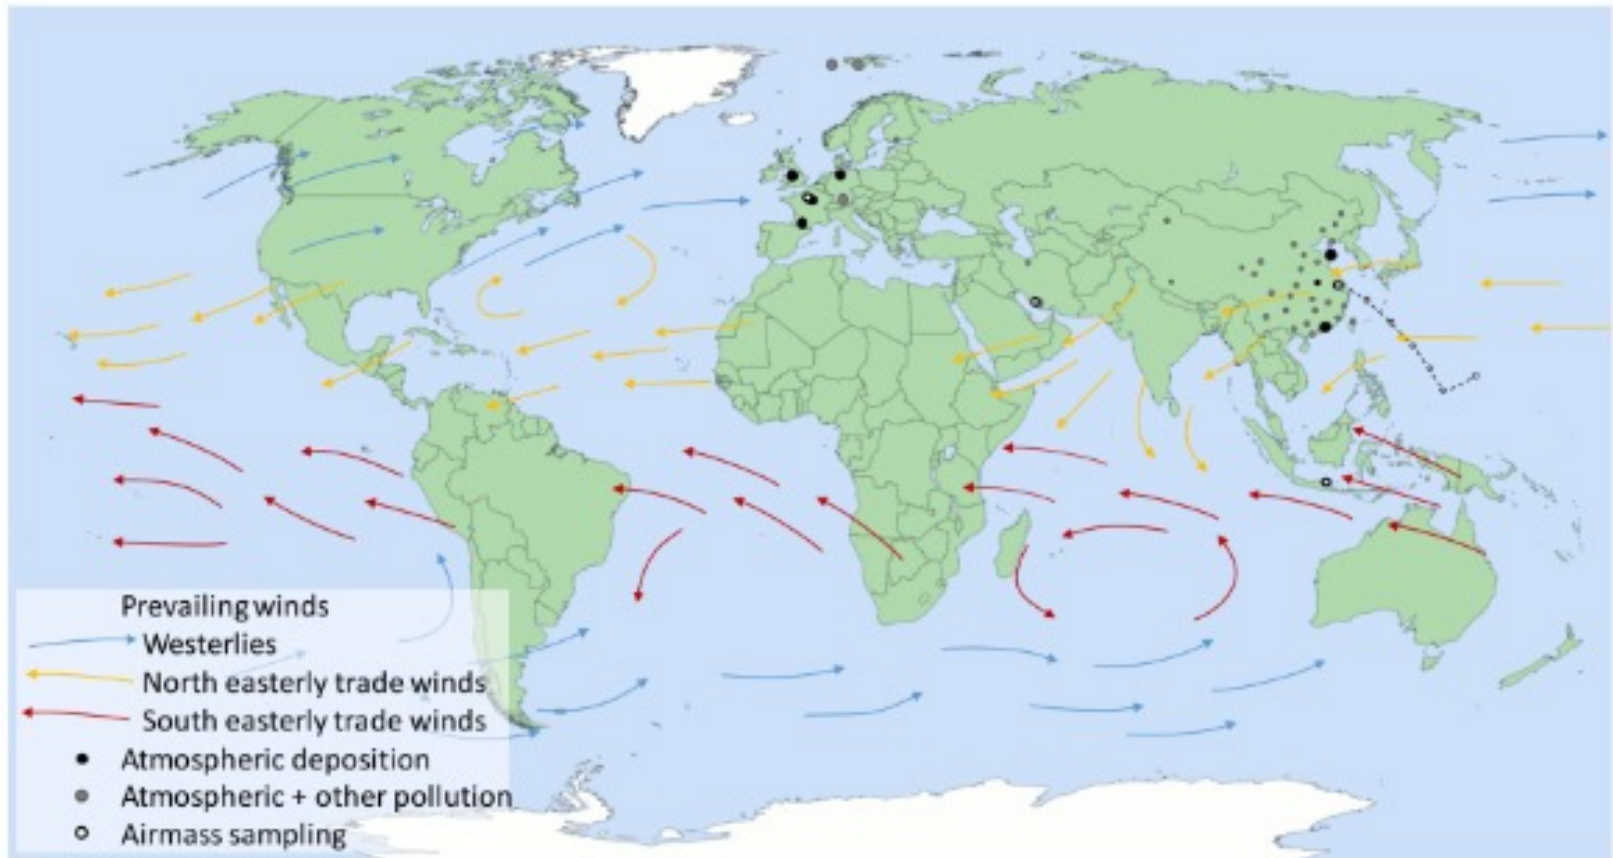 Prevailing winds
Westerlies
North easterly trade winds
South easterly trade winds
Atmospheric deposition
Atmospheric + other pollution
Airmass sampling